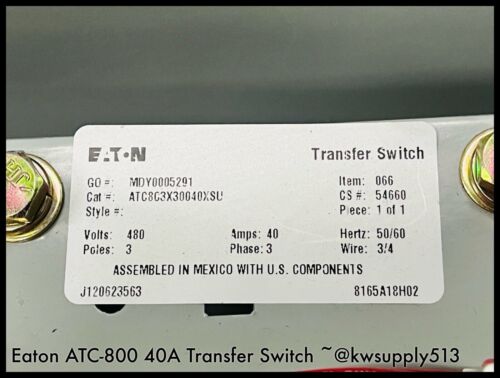 EATON Transfer Switch
GO #: MDY0005291 Item: 066
Cat #: ATC8C3X30040XSU CS #: 54660
Style #: Piece: 1 of 1
Volts: 480 Amps: 40 Hertz: 50/60
Poles: 3 Phase: 3 Wire: 3/4
ASSEMBLED IN MEXICO WITH U.S. COMPONENTS
J120623563 8165A18H02
Eaton ATC-800 40A Transfer Switch ~@kwsupply513